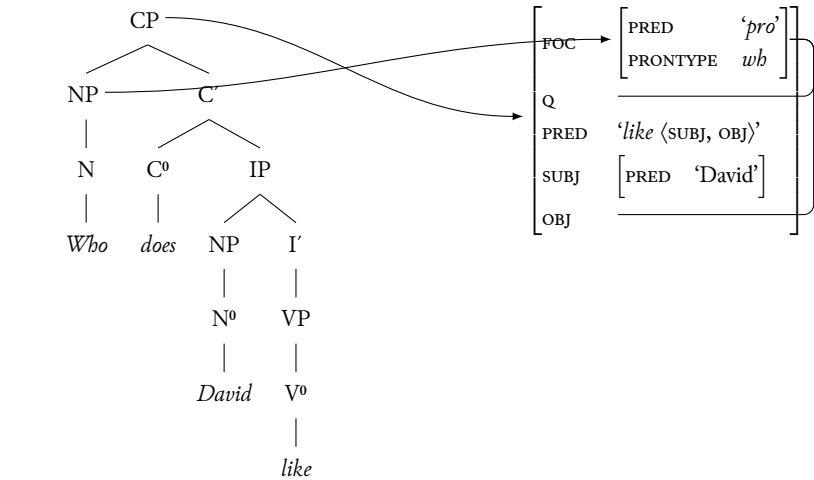 CP
NP C′
N C⁰ IP
Who does NP I′
N⁰ VP
David V⁰
like
FOC [PRED ‘pro’
PRONTYPE wh]
Q
PRED ‘like ⟨SUBJ, OBJ⟩’
SUBJ [PRED ‘David’]
OBJ